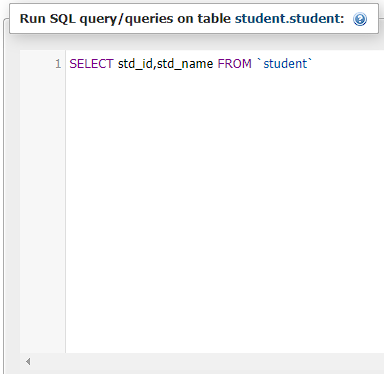 Run SQL query/queries on table student.student:
1 SELECT std_id,std_name FROM `student`